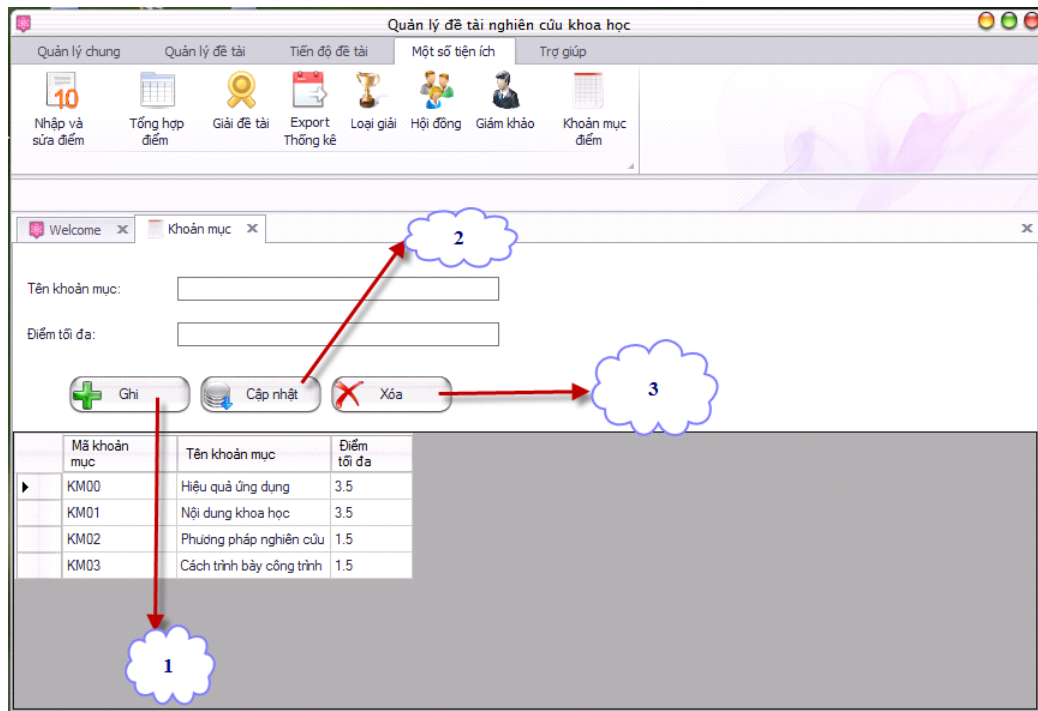 Quản lý đề tài nghiên cứu khoa học
Quản lý chung Quản lý đề tài Tiến độ đề tài Một số tiện ích Trợ giúp
10
Nhập và sửa điểm Tổng hợp điểm Giải đề tài Export Thống kê Loại giải Hội đồng Giám khảo Khoản mục điểm
Welcome Khoản mục
2
Tên khoản mục:
Điểm tối đa:
3
Ghi Cập nhật Xóa
Mã khoản mục Tên khoản mục Điểm tối đa
KM00 Hiệu quả ứng dụng 3.5
KM01 Nội dung khoa học 3.5
KM02 Phương pháp nghiên cứu 1.5
KM03 Cách trình bày công trình 1.5
1